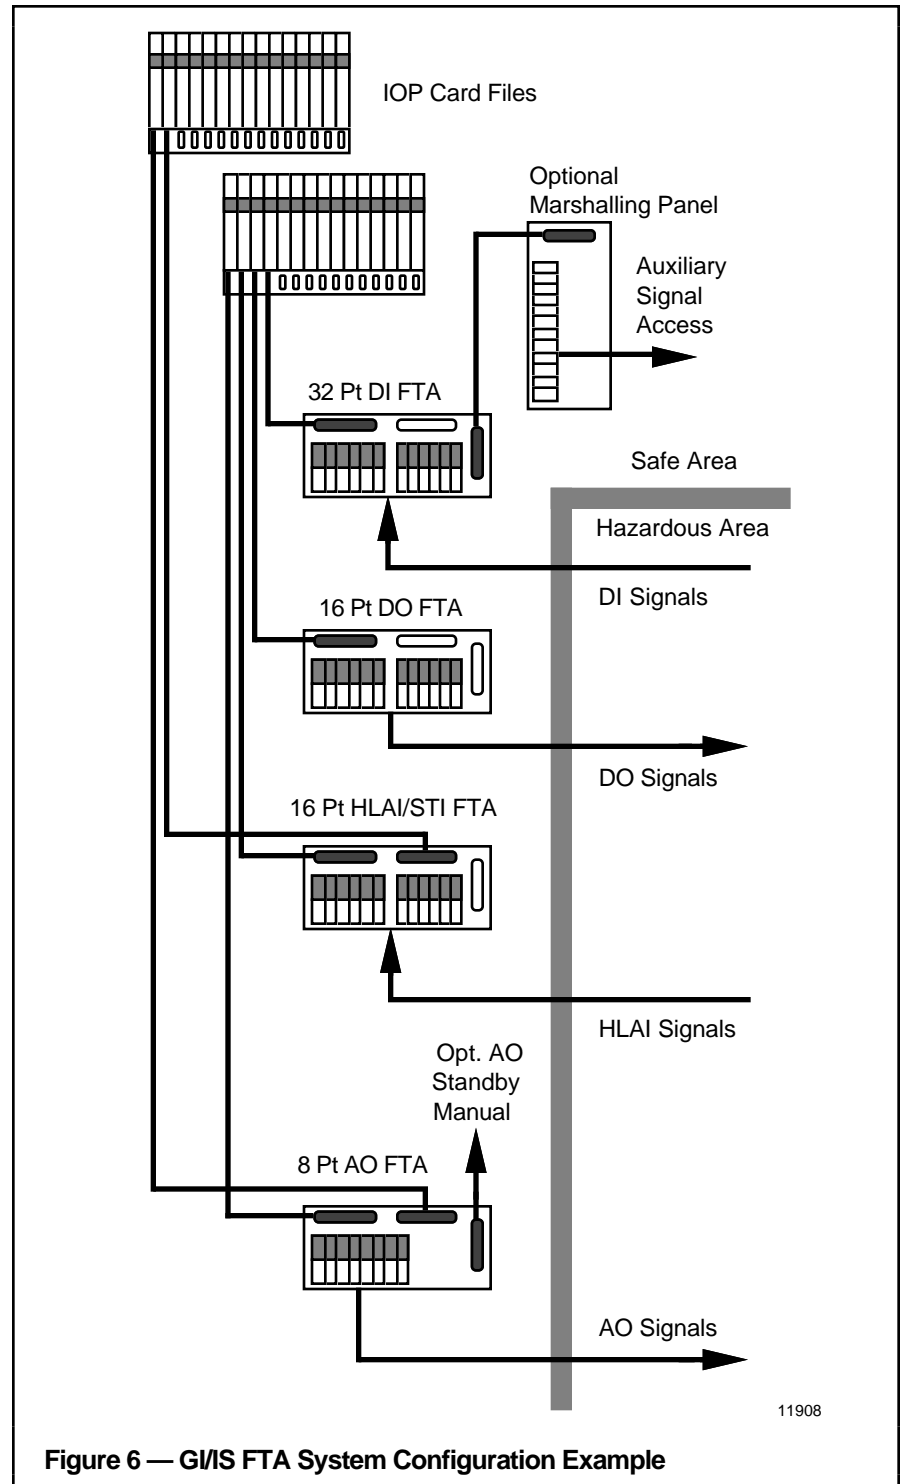 IOP Card Files
Optional
Marshalling Panel
Auxiliary
Signal
Access
32 Pt DI FTA
Safe Area
Hazardous Area
DI Signals
16 Pt DO FTA
DO Signals
16 Pt HLAI/STI FTA
HLAI Signals
Opt. AO
Standby
Manual
8 Pt AO FTA
AO Signals
11908
Figure 6 — GI/IS FTA System Configuration Example